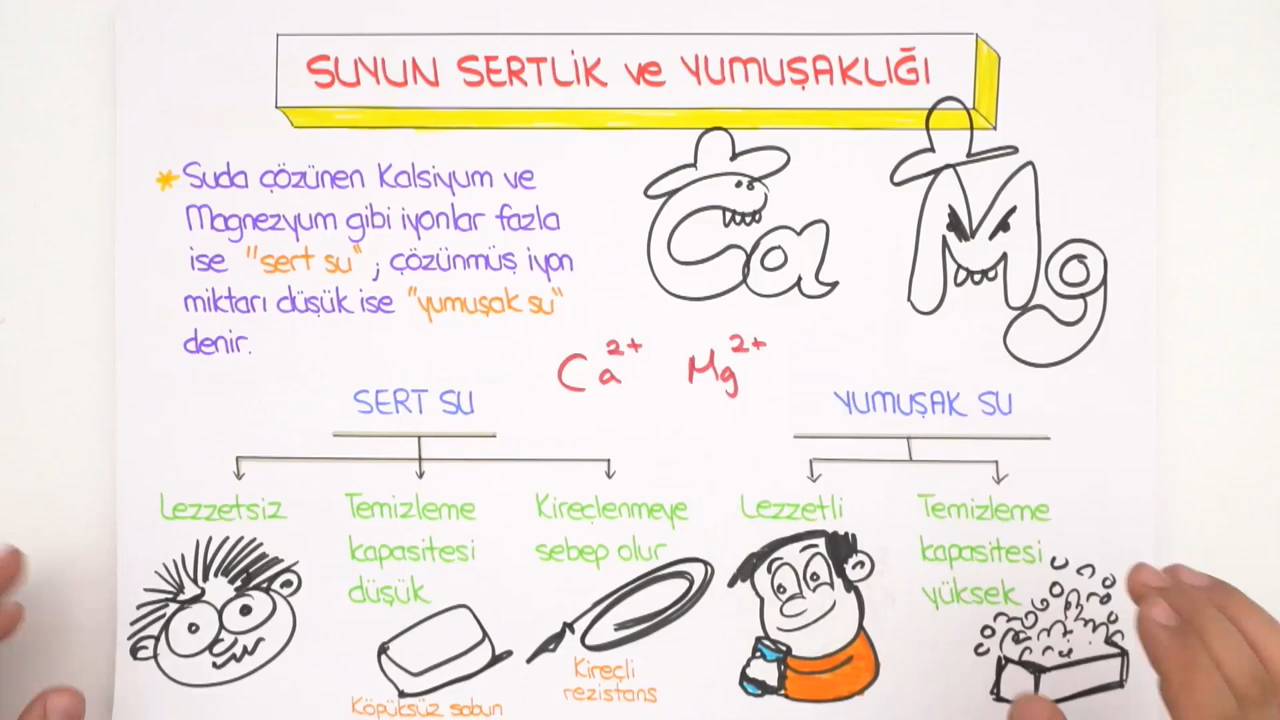 SUYUN SERTLİK ve YUMUŞAKLIĞI
Ca Mg
* Suda çözünen Kalsiyum ve
Magnezyum gibi iyonlar fazla
ise "sert su" ; çözünmüş iyon
miktarı düşük ise "yumuşak su"
denir.
Ca²⁺ Mg²⁺
SERT SU
Lezzetsiz
Temizleme
kapasitesi
düşük
Köpüksüz sabun
Kireçlenmeye
sebep olur
Kireçli
rezistans
YUMUŞAK SU
Lezzetli
Temizleme
kapasitesi
yüksek